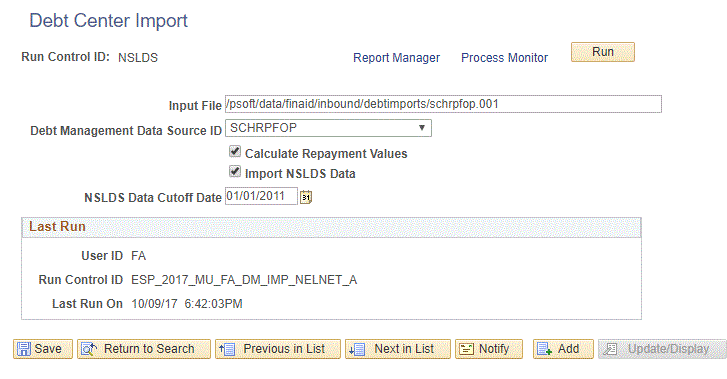 Debt Center Import
Run Control ID: NSLDS Report Manager Process Monitor Run
Input File /psoft/data/finaid/inbound/debtimports/schrpfop.001
Debt Management Data Source ID SCHRPFOP
Calculate Repayment Values
Import NSLDS Data
NSLDS Data Cutoff Date 01/01/2011 31
Last Run
User ID FA
Run Control ID ESP_2017_MU_FA_DM_IMP_NELNET_A
Last Run On 10/09/17 6:42:03PM
Save Return to Search Previous in List Next in List Notify Add Update/Display